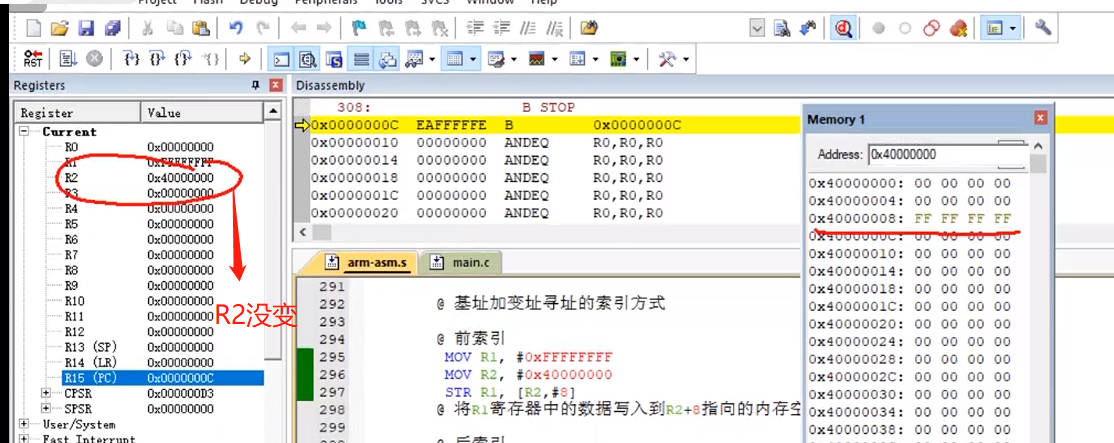 Project Flash Debug Peripherals Tools SVCS Window Help
Registers
Register Value
Current
R0 0x00000000
R1 0xFFFFFFFF
R2 0x40000000
R3 0x00000000
R4 0x00000000
R5 0x00000000
R6 0x00000000
R7 0x00000000
R8 0x00000000
R9 0x00000000
R10 0x00000000
R11 0x00000000
R12 0x00000000
R13 (SP) 0x00000000
R14 (LR) 0x00000000
R15 (PC) 0x0000000C
CPSR 0x000000D3
SPSR 0x00000000
User/System
Fast Interrupt
R2没变
Disassembly
308: B STOP
0x0000000C EAFFFFFE B 0x0000000C
0x00000010 00000000 ANDEQ R0,R0,R0
0x00000014 00000000 ANDEQ R0,R0,R0
0x00000018 00000000 ANDEQ R0,R0,R0
0x0000001C 00000000 ANDEQ R0,R0,R0
0x00000020 00000000 ANDEQ R0,R0,R0
arm-asm.s main.c
291
292 @ 基址加变址寻址的索引方式
293
294 @ 前索引
295 MOV R1, #0xFFFFFFFF
296 MOV R2, #0x40000000
297 STR R1, [R2,#8]
298 @ 将R1寄存器中的数据写入到R2+8指向的内存空
299
@ 后索引
Memory 1
Address: 0x40000000
0x40000000: 00 00 00 00
0x40000004: 00 00 00 00
0x40000008: FF FF FF FF
0x4000000C: 00 00 00 00
0x40000010: 00 00 00 00
0x40000014: 00 00 00 00
0x40000018: 00 00 00 00
0x4000001C: 00 00 00 00
0x40000020: 00 00 00 00
0x40000024: 00 00 00 00
0x40000028: 00 00 00 00
0x4000002C: 00 00 00 00
0x40000030: 00 00 00 00
0x40000034: 00 00 00 00
0x40000038: 00 00 00 00